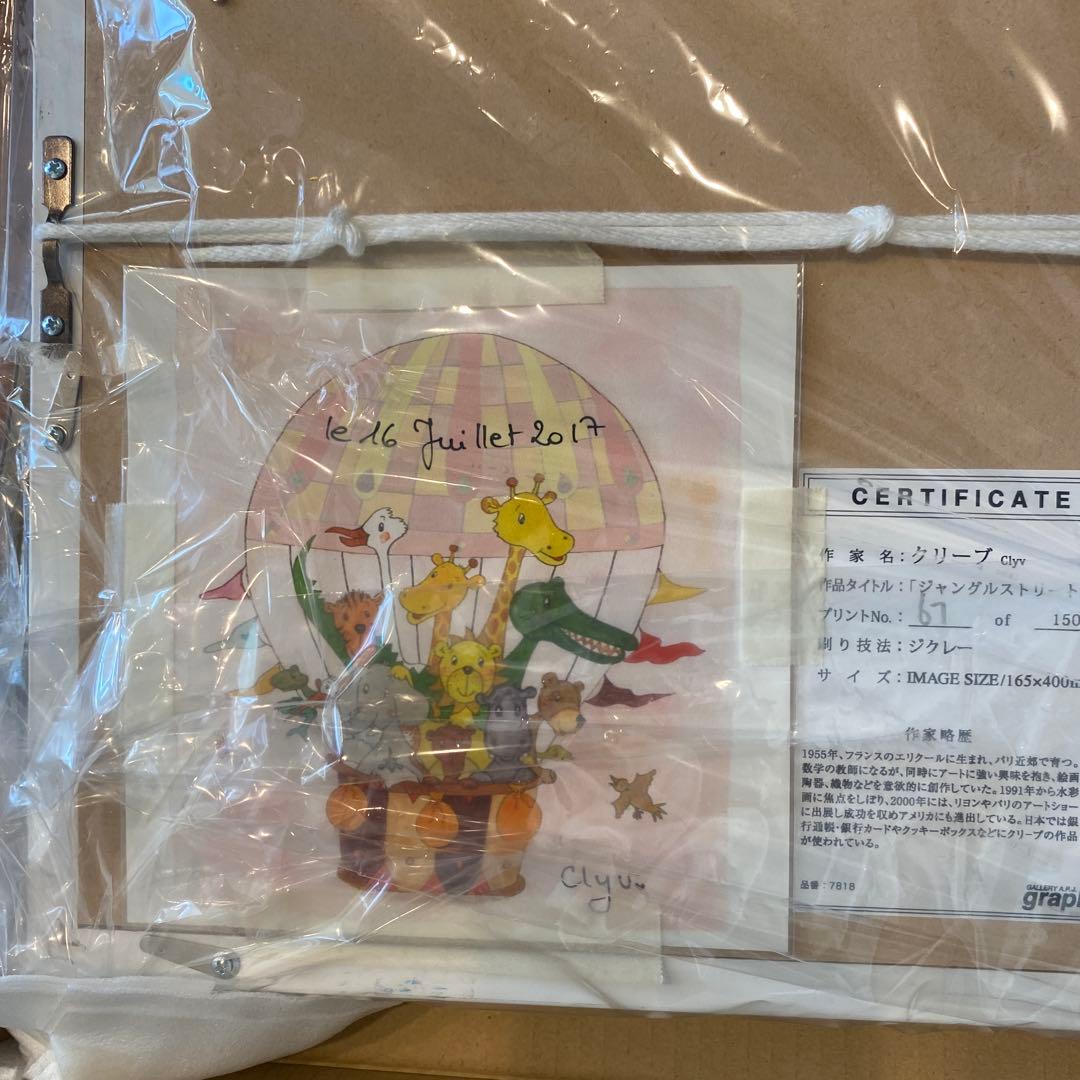 le 16 Juillet 2017
Clyv.
CERTIFICATE
作家名:クリーブ Clyv
作品タイトル:「ジャングルストリート
プリントNo.: 67 of 150
刷り技法:ジクレー
サイズ:IMAGE SIZE/165×400m
作家略歴
1955年、フランスのエリクールに生まれ、パリ近郊で育つ。
数学の教師になるが、同時にアートに強い興味を抱き、絵画
陶器、織物などを意欲的に創作していた。1991年から水彩
画に焦点をしぼり、2000年には、リヨンやパリのアートショー
に出展し成功を収めアメリカにも進出している。日本では銀
行通帳・銀行カードやクッキーボックスなどにクリーブの作品
が使われている。
品番:7818
GALLERY A.P.J.
grap